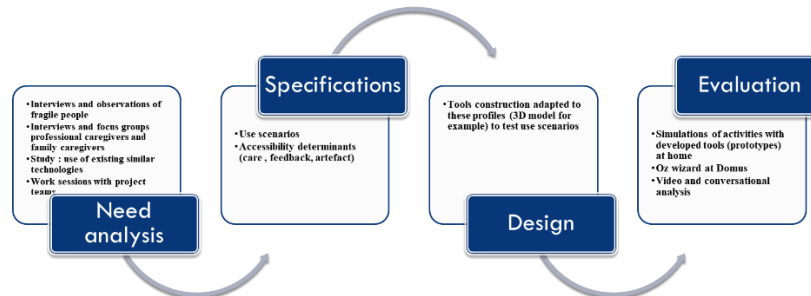 •Interviews and observations of
fragile people
•Interviews and focus groups
professional caregivers and
family caregivers
•Study : use of existing similar
technologies
•Work sessions with project
teams
Need
analysis
Specifications
•Use scenarios
•Accessibility determinants
(care , feedback, artefact)
•Tools construction adapted to
these profiles (3D model for
example) to test use scenarios
Design
Evaluation
•Simulations of activities with
developed tools (prototypes) at
home
•Oz wizard at Domus
•Video and conversational
analysis